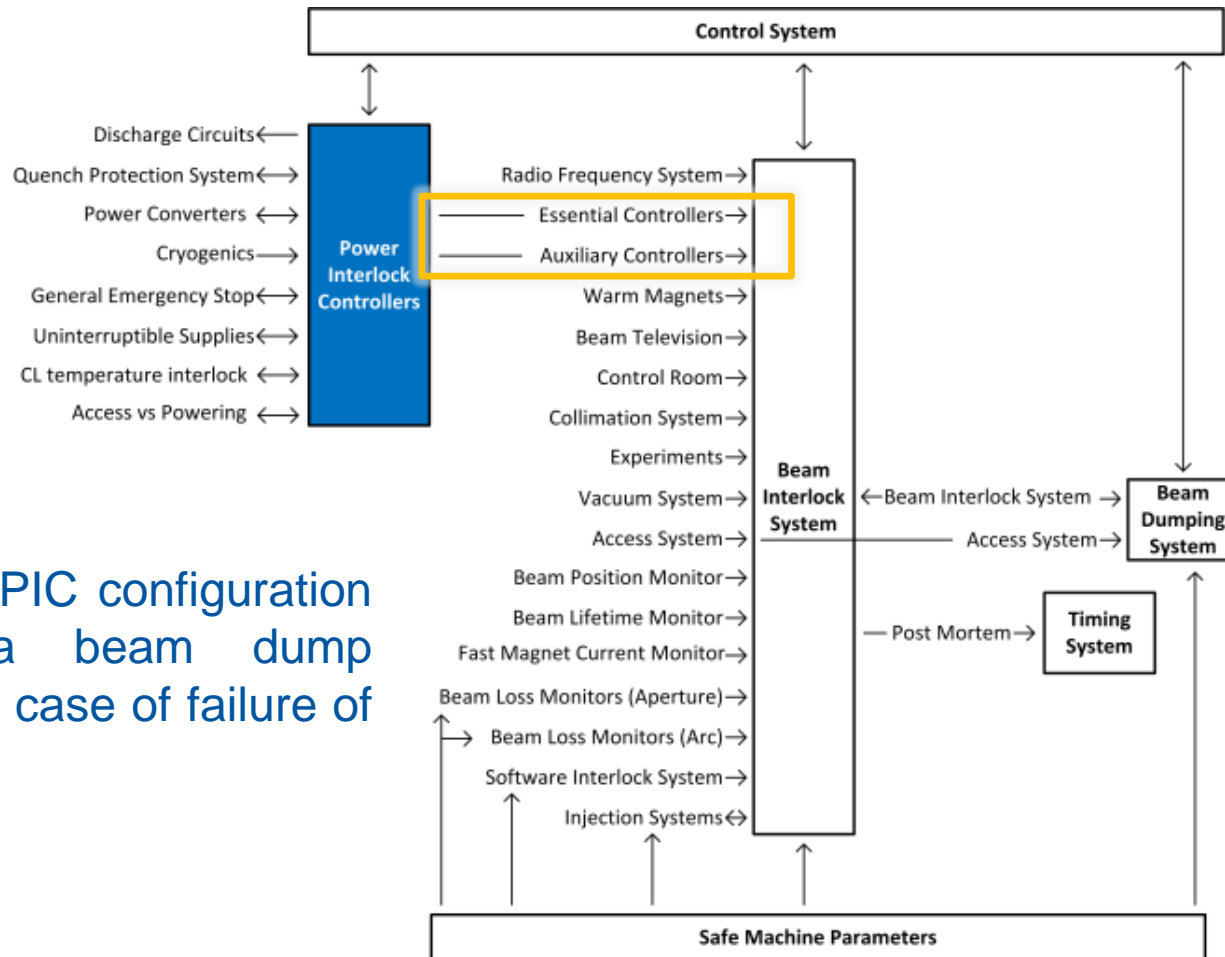 Control System
Discharge Circuits
Quench Protection System
Power Converters
Cryogenics
General Emergency Stop
Uninterruptible Supplies
CL temperature interlock
Access vs Powering
Power
Interlock
Controllers
Radio Frequency System
Essential Controllers
Auxiliary Controllers
Warm Magnets
Beam Television
Control Room
Collimation System
Experiments
Vacuum System
Access System
Beam Position Monitor
Beam Lifetime Monitor
Fast Magnet Current Monitor
Beam Loss Monitors (Aperture)
Beam Loss Monitors (Arc)
Software Interlock System
Injection Systems
Beam
Interlock
System
Beam Interlock System
Access System
Beam
Dumping
System
Post Mortem
Timing
System
PIC configuration
a beam dump
case of failure of
Safe Machine Parameters